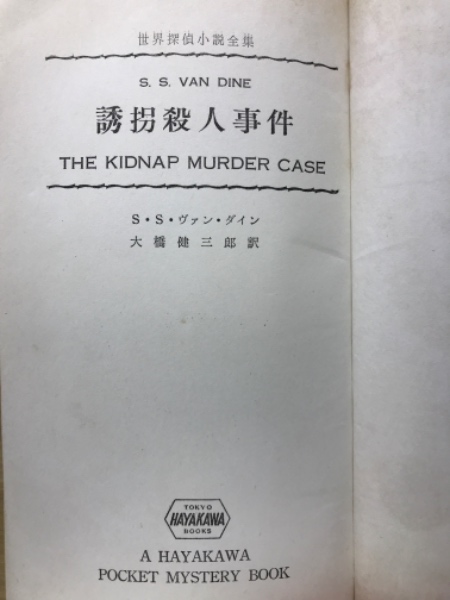 世界探偵小説全集
S. S. VAN DINE
誘拐殺人事件
THE KIDNAP MURDER CASE
S・S・ヴァン・ダイン
大橋健三郎訳
TOKYO
HAYAKAWA
BOOKS
A HAYAKAWA
POCKET MYSTERY BOOK